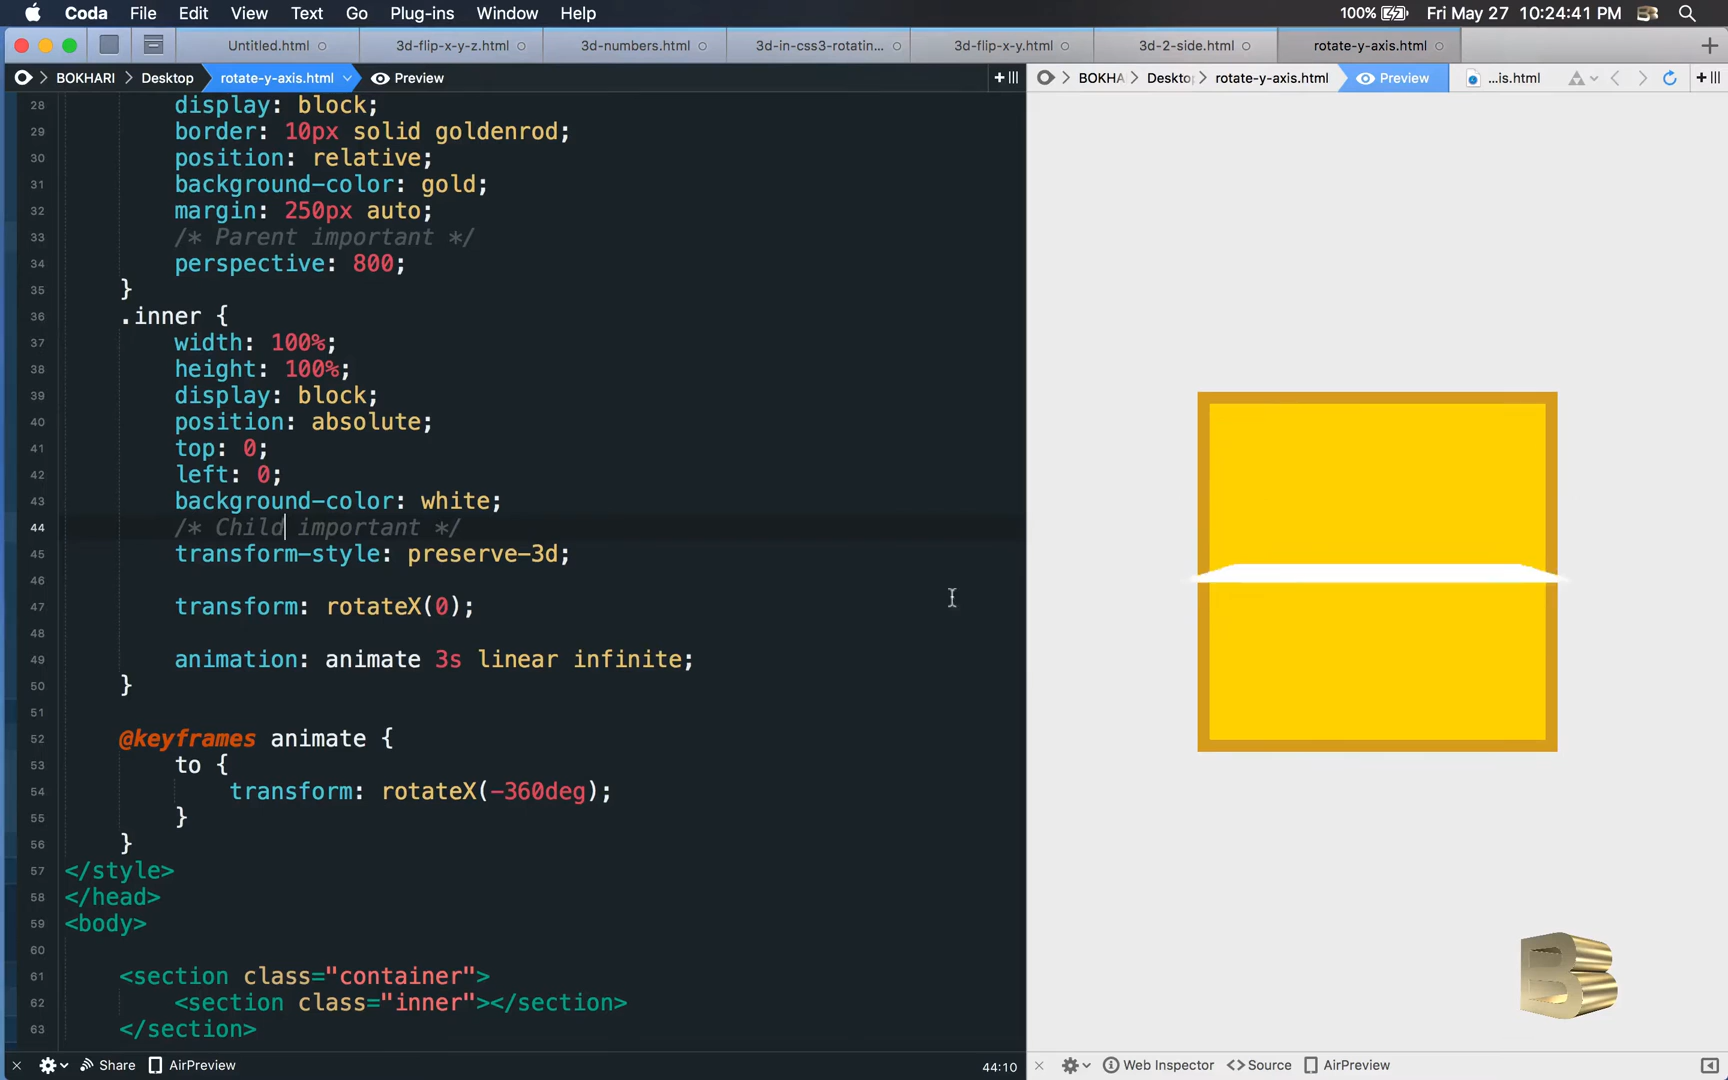 Coda File Edit View Text Go Plug-ins Window Help 100% Fri May 27 10:24:41 PM
Untitled.html 3d-flip-x-y-z.html 3d-numbers.html 3d-in-css3-rotatin... 3d-flip-x-y.html 3d-2-side.html rotate-y-axis.html
BOKHARI Desktop rotate-y-axis.html Preview BOKHA Desktop rotate-y-axis.html Preview ...is.html
28 display: block;
29 border: 10px solid goldenrod;
30 position: relative;
31 background-color: gold;
32 margin: 250px auto;
33 /* Parent important */
34 perspective: 800;
35 }
36 .inner {
37 width: 100%;
38 height: 100%;
39 display: block;
40 position: absolute;
41 top: 0;
42 left: 0;
43 background-color: white;
44 /* Child important */
45 transform-style: preserve-3d;
46
47 transform: rotateX(0);
48
49 animation: animate 3s linear infinite;
50 }
51
52 @keyframes animate {
53 to {
54 transform: rotateX(-360deg);
55 }
56 }
57 </style>
58 </head>
59 <body>
60
61 <section class="container">
62 <section class="inner"></section>
63 </section>
B
Share AirPreview 44:10 Web Inspector Source AirPreview